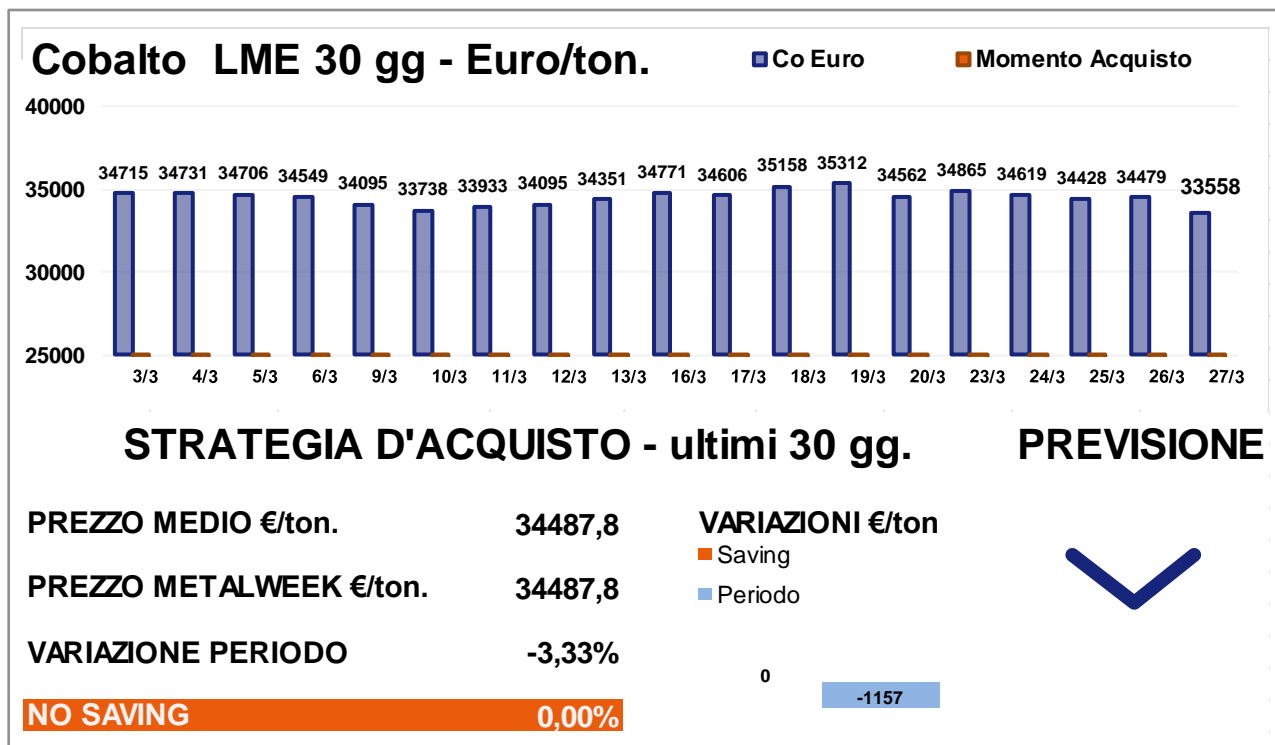 Cobalto LME 30 gg - Euro/ton.
Co Euro
Momento Acquisto
40000
35000
30000
25000
34715 34731 34706 34549 34095 33738 33933 34095 34351 34771 34606 35158 35312 34562 34865 34619 34428 34479 33558
3/3 4/3 5/3 6/3 9/3 10/3 11/3 12/3 13/3 16/3 17/3 18/3 19/3 20/3 23/3 24/3 25/3 26/3 27/3
STRATEGIA D'ACQUISTO - ultimi 30 gg.
PREVISIONE
PREZZO MEDIO €/ton. 34487,8
PREZZO METALWEEK €/ton. 34487,8
VARIAZIONE PERIODO -3,33%
NO SAVING 0,00%
VARIAZIONI €/ton
Saving
Periodo
0
-1157